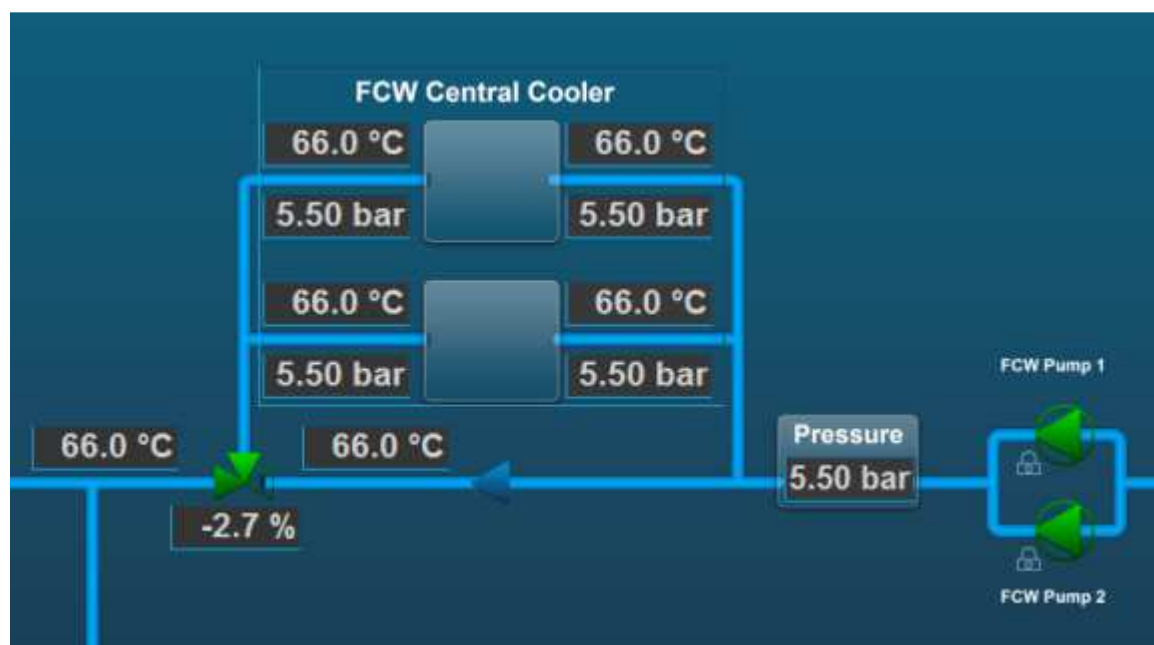 FCW Central Cooler
66.0 °C 66.0 °C
5.50 bar 5.50 bar
66.0 °C 66.0 °C
5.50 bar 5.50 bar
FCW Pump 1
66.0 °C 66.0 °C
Pressure
5.50 bar
-2.7 %
FCW Pump 2